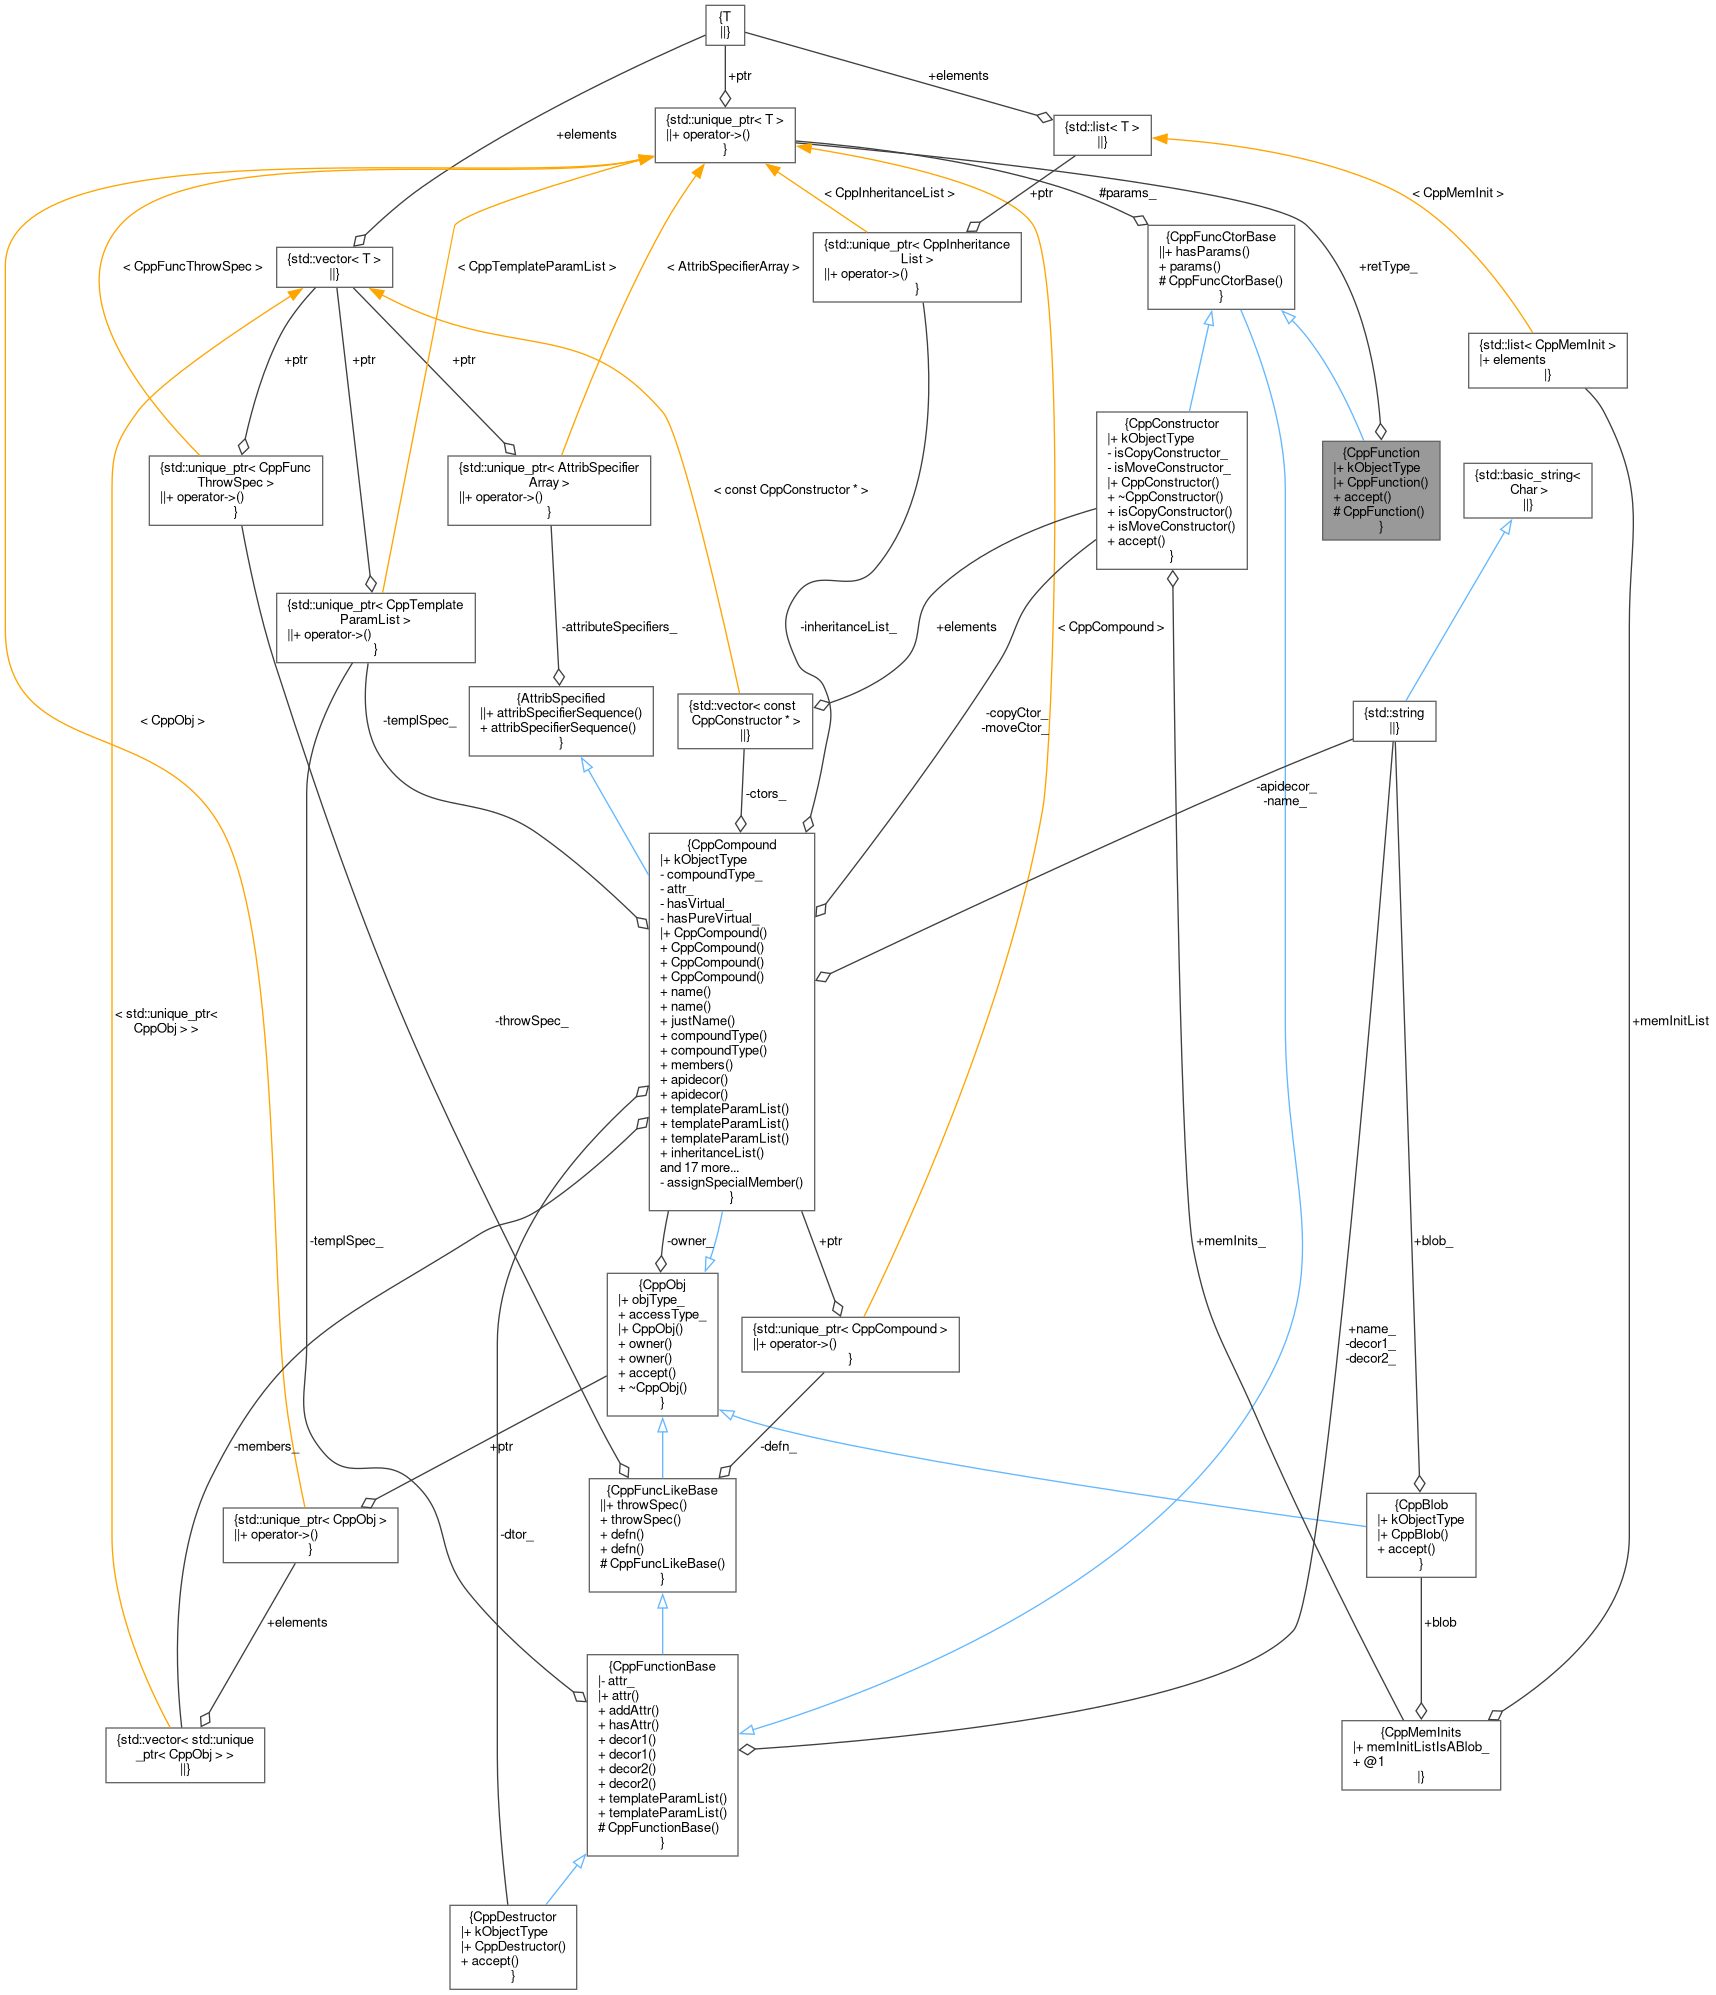 {T
||}
+ptr
+elements
{std::unique_ptr< T >
||+ operator->()
}
{std::list< T >
||}
+elements
< CppInheritanceList >
+ptr
#params_
< CppMemInit >
{CppFuncCtorBase
||+ hasParams()
+ params()
# CppFuncCtorBase()
}
{std::unique_ptr< CppInheritance
List >
||+ operator->()
}
{std::vector< T >
||}
< CppFuncThrowSpec >
< CppTemplateParamList >
< AttribSpecifierArray >
+retType_
{std::list< CppMemInit >
|+ elements
|}
+ptr
+ptr
+ptr
{CppConstructor
|+ kObjectType
- isCopyConstructor_
- isMoveConstructor_
|+ CppConstructor()
+ ~CppConstructor()
+ isCopyConstructor()
+ isMoveConstructor()
+ accept()
}
{CppFunction
|+ kObjectType
|+ CppFunction()
+ accept()
# CppFunction()
}
{std::unique_ptr< CppFunc
ThrowSpec >
||+ operator->()
}
{std::unique_ptr< AttribSpecifier
Array >
||+ operator->()
}
{std::basic_string<
Char >
||}
< const CppConstructor * >
{std::unique_ptr< CppTemplate
ParamList >
||+ operator->()
}
-attributeSpecifiers_
-inheritanceList_
+elements
< CppCompound >
{AttribSpecified
||+ attribSpecifierSequence()
+ attribSpecifierSequence()
}
{std::vector< const
CppConstructor * >
||}
{std::string
||}
< CppObj >
-templSpec_
-copyCtor_
-moveCtor_
-ctors_
-apidecor_
-name_
{CppCompound
|+ kObjectType
- compoundType_
- attr_
- hasVirtual_
- hasPureVirtual_
|+ CppCompound()
+ CppCompound()
+ CppCompound()
+ CppCompound()
+ name()
+ name()
+ justName()
+ compoundType()
+ compoundType()
+ members()
+ apidecor()
+ apidecor()
+ templateParamList()
+ templateParamList()
+ templateParamList()
+ inheritanceList()
and 17 more...
- assignSpecialMember()
}
< std::unique_ptr<
CppObj > >
-throwSpec_
+memInitList
-templSpec_
-owner_
+ptr
+memInits_
+blob_
{CppObj
|+ objType_
+ accessType_
|+ CppObj()
+ owner()
+ owner()
+ accept()
+ ~CppObj()
}
{std::unique_ptr< CppCompound >
||+ operator->()
}
+name_
-decor1_
-decor2_
-members_
+ptr
-defn_
{CppFuncLikeBase
||+ throwSpec()
+ throwSpec()
+ defn()
+ defn()
# CppFuncLikeBase()
}
{CppBlob
|+ kObjectType
|+ CppBlob()
+ accept()
}
{std::unique_ptr< CppObj >
||+ operator->()
}
-dtor_
+elements
+blob
{CppFunctionBase
|- attr_
|+ attr()
+ addAttr()
+ hasAttr()
+ decor1()
+ decor1()
+ decor2()
+ decor2()
+ templateParamList()
+ templateParamList()
# CppFunctionBase()
}
{std::vector< std::unique
_ptr< CppObj > >
||}
{CppMemInits
|+ memInitListIsABlob_
+ @1
|}
{CppDestructor
|+ kObjectType
|+ CppDestructor()
+ accept()
}